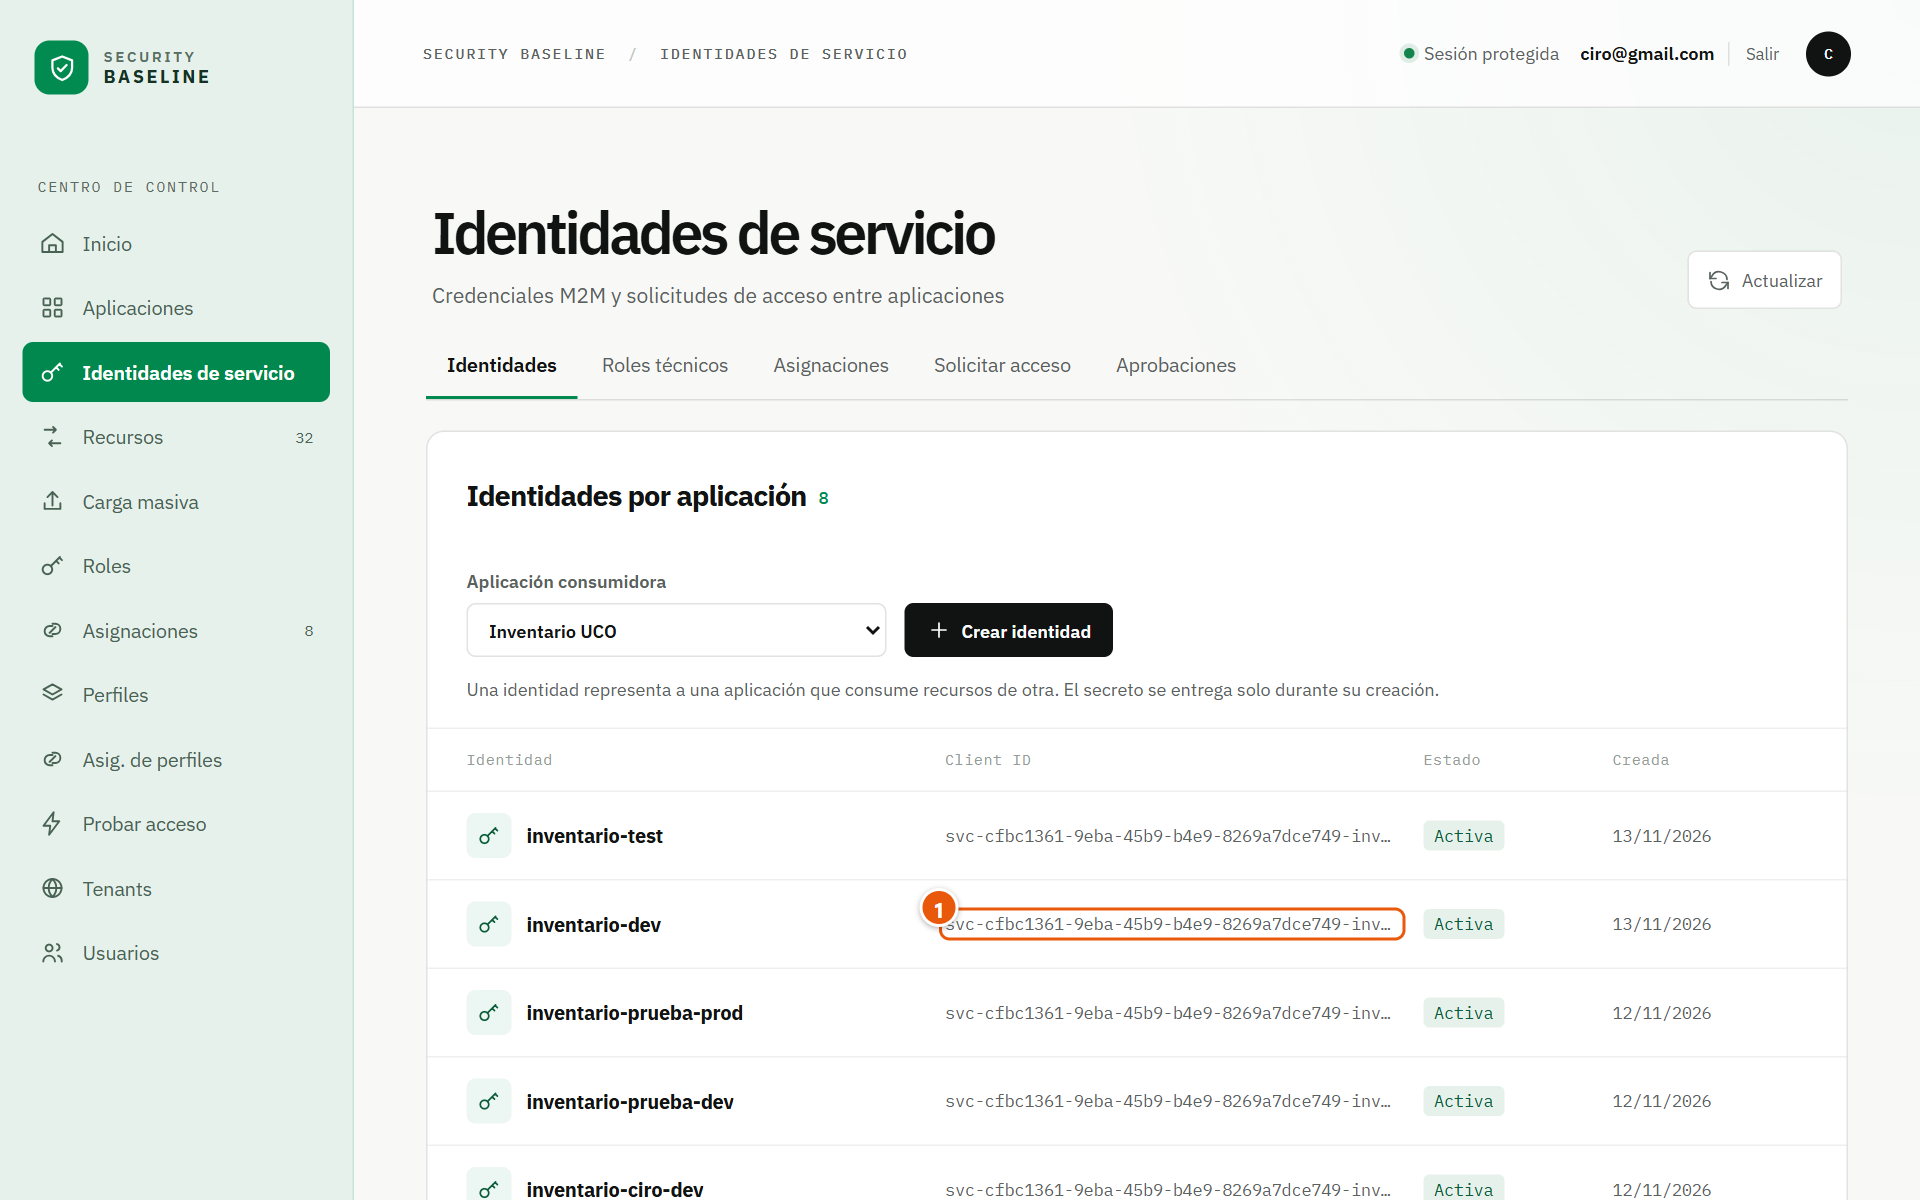 SECURITY
BASELINE
CENTRO DE CONTROL
Inicio
Aplicaciones
Identidades de servicio
Recursos 32
Carga masiva
Roles
Asignaciones 8
Perfiles
Asig. de perfiles
Probar acceso
Tenants
Usuarios
SECURITY BASELINE / IDENTIDADES DE SERVICIO
Sesión protegida ciro@gmail.com Salir C
Identidades de servicio
Credenciales M2M y solicitudes de acceso entre aplicaciones
Actualizar
Identidades Roles técnicos Asignaciones Solicitar acceso Aprobaciones
Identidades por aplicación 8
Aplicación consumidora
Inventario UCO
Crear identidad
Una identidad representa a una aplicación que consume recursos de otra. El secreto se entrega solo durante su creación.
Identidad Client ID Estado Creada
inventario-test svc-cfbc1361-9eba-45b9-b4e9-8269a7dce749-inv… Activa 13/11/2026
1
inventario-dev svc-cfbc1361-9eba-45b9-b4e9-8269a7dce749-inv… Activa 13/11/2026
inventario-prueba-prod svc-cfbc1361-9eba-45b9-b4e9-8269a7dce749-inv… Activa 12/11/2026
inventario-prueba-dev svc-cfbc1361-9eba-45b9-b4e9-8269a7dce749-inv… Activa 12/11/2026
inventario-ciro-dev svc-cfbc1361-9eba-45b9-b4e9-8269a7dce749-inv… Activa 12/11/2026